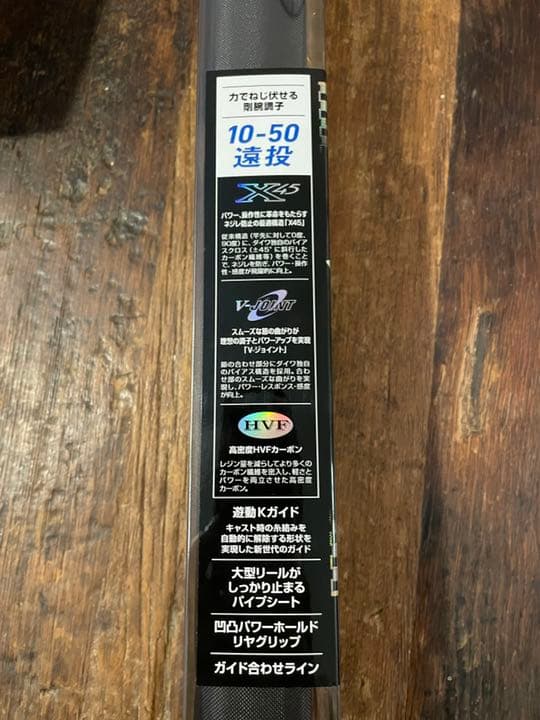 力でねじ伏せる
剛腕調子
10-50
遠投
X45
パワー、操作性に革命をもたらす
ネジレ防止の最適構造「X45」
従来構造(竿先に対して0度、
90度)に、ダイワ独自のバイア
スクロス(±45°に斜行した
カーボン繊維等)を巻くこと
で、ネジレを防ぎ、パワー・操作
性・感度が飛躍的に向上。
V-JOINT
スムーズな節の曲がりが
理想の調子とパワーアップを実現
「V-ジョイント」
節の合わせ部分にダイワ独自
のバイアス構造を採用。合わ
せ部のスムーズな曲がりを実
現し、パワー・レスポンス・感度
が向上。
HVF
高密度HVFカーボン
レジン量を減らしてより多くの
カーボン繊維を密入し、軽さと
パワーを両立させた高密度
カーボン。
遊動Kガイド
キャスト時の糸絡みを
自動的に解除する形状を
実現した新世代のガイド
大型リールが
しっかり止まる
パイプシート
凹凸パワーホールド
リヤグリップ
ガイド合わせライン